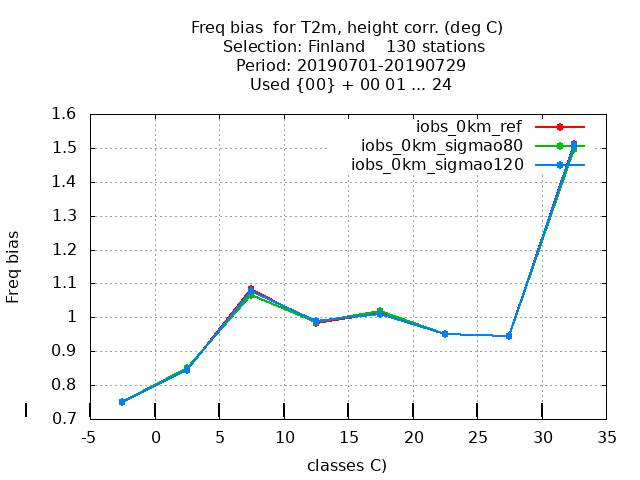 Freq bias  for T2m, height corr. (deg C)
Selection: Finland    130 stations
Period: 20190701-20190729
Used {00} + 00 01 ... 24
iobs_0km_ref
iobs_0km_sigmao80
iobs_0km_sigmao120
Freq bias
1.6
1.5
1.4
1.3
1.2
1.1
1
0.9
0.8
0.7
-5 0 5 10 15 20 25 30 35
classes C)